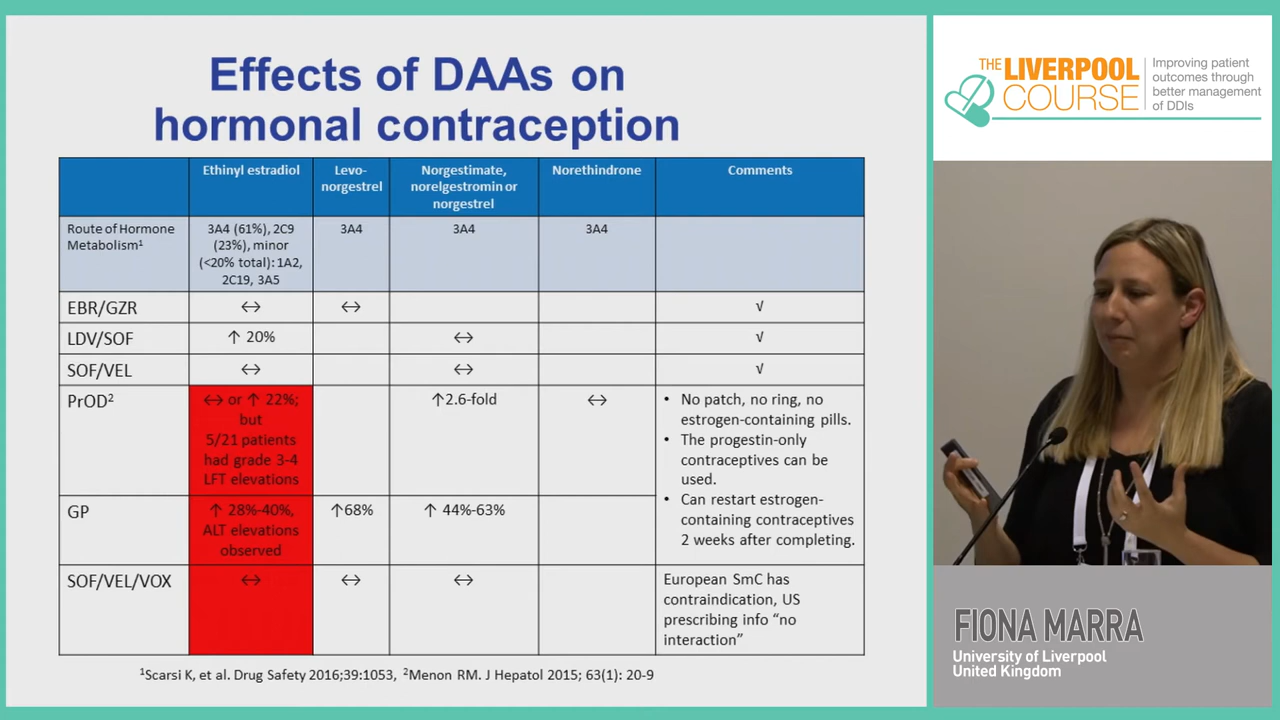 Effects of DAAs on
hormonal contraception
Ethinyl estradiol
Levo-
norgestrel
Norgestimate,
norelgestromin or
norgestrel
Norethindrone
Comments
Route of Hormone
Metabolism¹
3A4 (61%), 2C9
(23%), minor
(<20% total): 1A2,
2C19, 3A5
3A4
3A4
3A4
EBR/GZR
↔
↔
√
LDV/SOF
↑ 20%
↔
√
SOF/VEL
↔
↔
√
PrOD²
↔ or ↑ 22%;
but
5/21 patients
had grade 3-4
LFT elevations
↑2.6-fold
↔
• No patch, no ring, no
estrogen-containing pills.
• The progestin-only
contraceptives can be
used.
• Can restart estrogen-
containing contraceptives
2 weeks after completing.
GP
↑ 28%-40%,
ALT elevations
observed
↑68%
↑ 44%-63%
SOF/VEL/VOX
↔
↔
↔
European SmC has
contraindication, US
prescribing info “no
interaction”
¹Scarsi K, et al. Drug Safety 2016;39:1053, ²Menon RM. J Hepatol 2015; 63(1): 20-9
THE LIVERPOOL
COURSE
Improving patient
outcomes through
better management
of DDIs
FIONA MARRA
University of Liverpool
United Kingdom